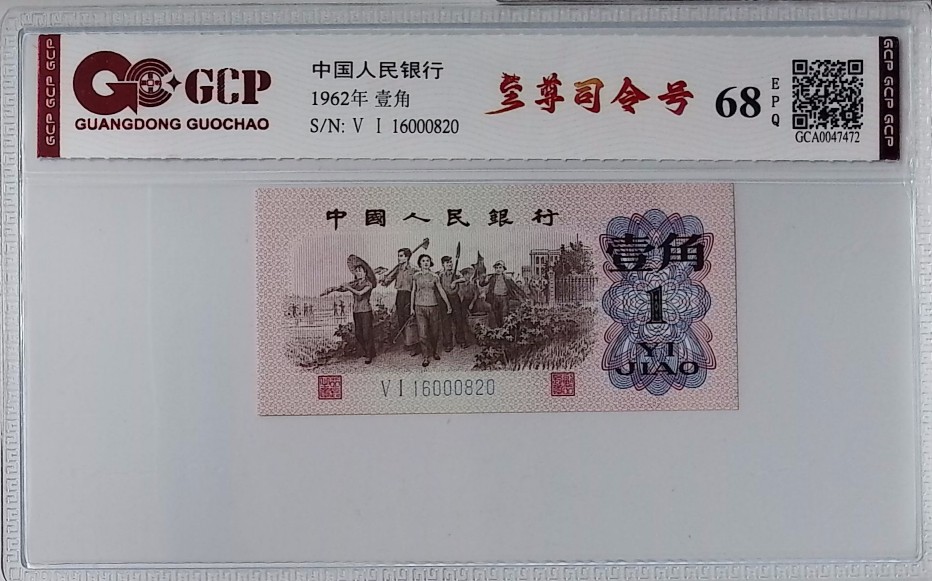 GCP GCP
GCP
GUANGDONG GUOCHAO
中国人民银行
1962年 壹角
S/N: V I 16000820
至尊司令号
68
EPQ
GCA0047472
GCP GCP GCP
中國人民銀行
壹角
1
YI
JIAO
V I 16000820